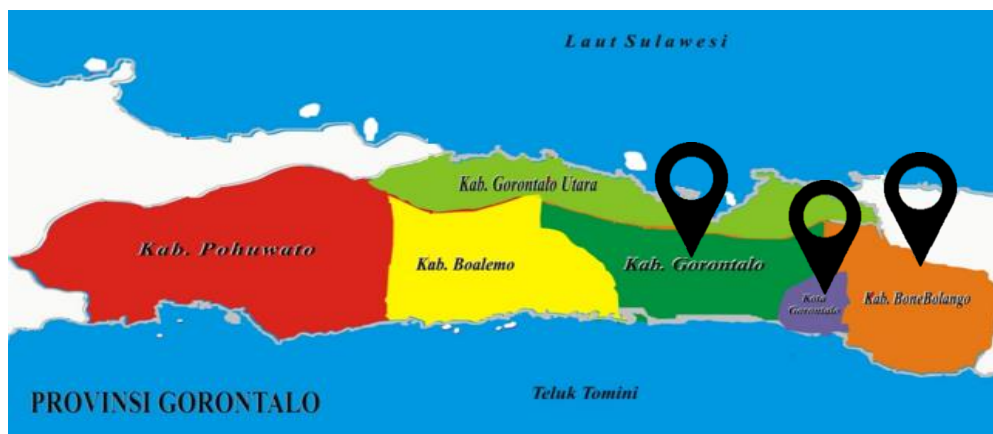 Laut Sulawesi
Kab. Gorontalo Utara
Kab. Pohuwato
Kab. Boalemo
Kab. Gorontalo
Kota
Gorontalo
Kab. BoneBolango
Teluk Tomini
PROVINSI GORONTALO